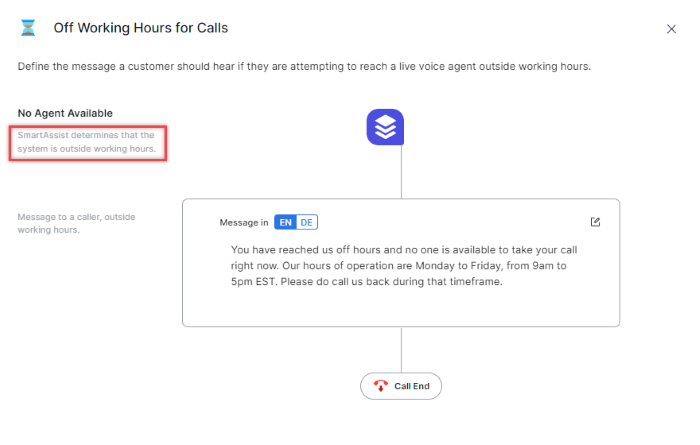 Off Working Hours for Calls
Define the message a customer should hear if they are attempting to reach a live voice agent outside working hours.
No Agent Available
SmartAssist determines that the
system is outside working hours.
Message to a caller, outside
working hours.
Message in EN DE
You have reached us off hours and no one is available to take your call
right now. Our hours of operation are Monday to Friday, from 9am to
5pm EST. Please do call us back during that timeframe.
Call End